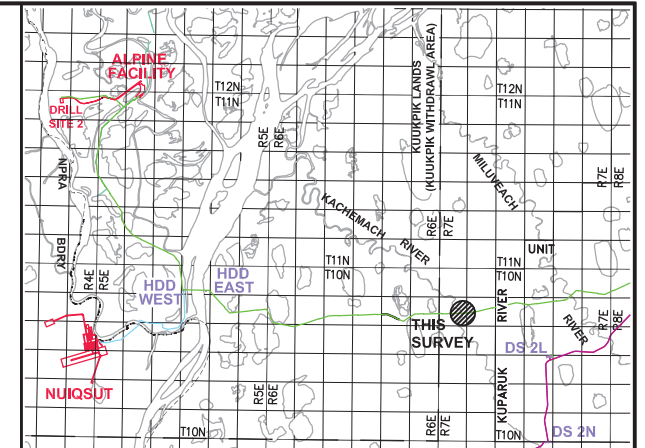 ALPINE
FACILITY
DRILL
SITE 2
T12N
T11N
R5E
R6E
KUUKPIK LANDS
(KUUKPIK WITHDRAWL AREA)
T12N
T11N
MILUVEACH
R7E
R8E
NPRA
BDRY
KACHEMACH
RIVER
R6E
R7E
R4E
R5E
HDD
WEST
HDD
EAST
T11N
T10N
T11N
T10N
UNIT
RIVER
THIS
SURVEY
RIVER
R7E
R8E
DS 2L
NUIQSUT
R5E
R6E
KUPARUK
T10N
R6E
R7E
T10N
DS 2N